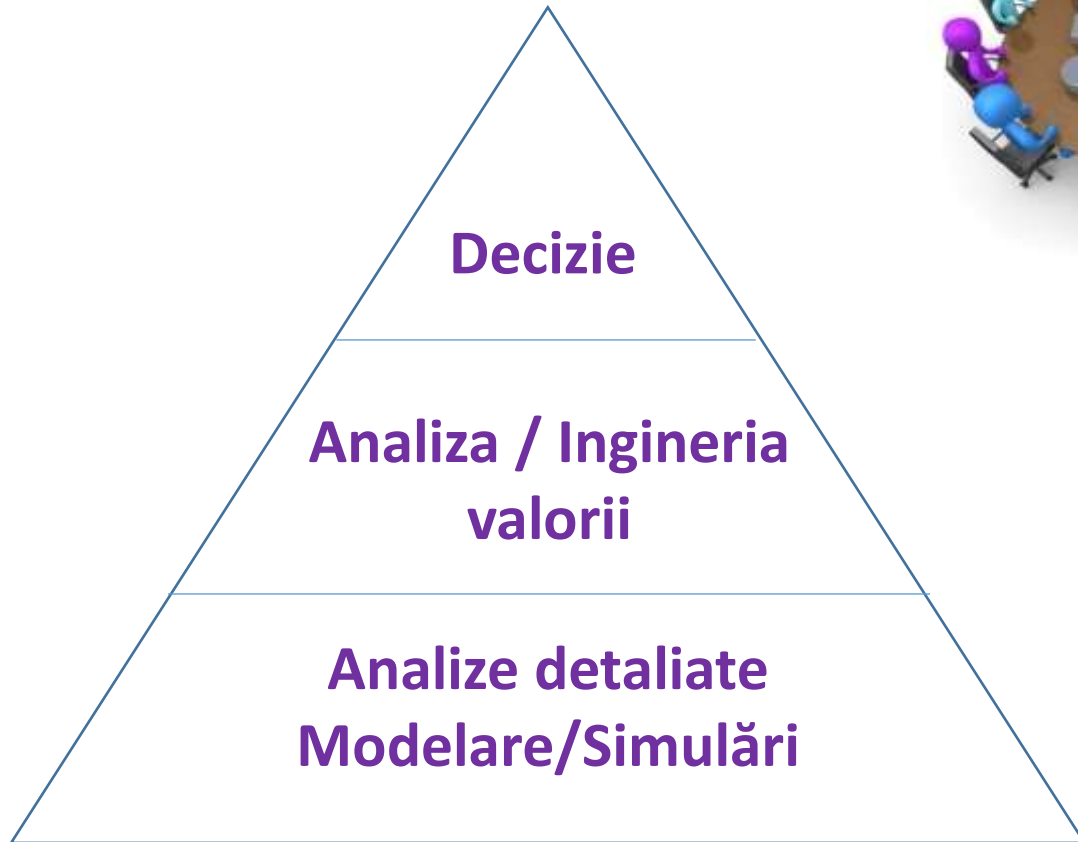 Decizie
Analiza / Ingineria
valorii
Analize detaliate
Modelare/Simulări